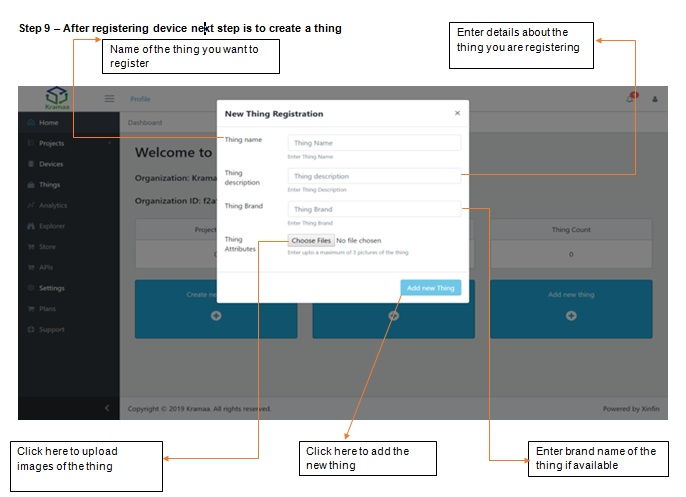 Step 9 – After registering device next step is to create a thing
Name of the thing you want to
register
Enter details about the
thing you are registering
Kramaa
Profile
Home
Projects
Devices
Things
Analytics
Explorer
Store
APIs
Settings
Plans
Support
Dashboard
Welcome to
Organization: Krama
Organization ID: f2a
Project
Thing Count
0
Create ne
Add new thing
New Thing Registration
×
Thing name
Thing Name
Enter Thing Name
Thing
description
Thing description
Enter Thing Description
Thing Brand
Thing Brand
Enter Thing Brand
Thing
Attributes
Choose Files No file chosen
Enter upto a maximum of 3 pictures of the thing
Add new Thing
Copyright © 2019 Kramaa. All rights reserved.
Powered by Xinfin
Click here to upload
images of the thing
Click here to add the
new thing
Enter brand name of the
thing if available